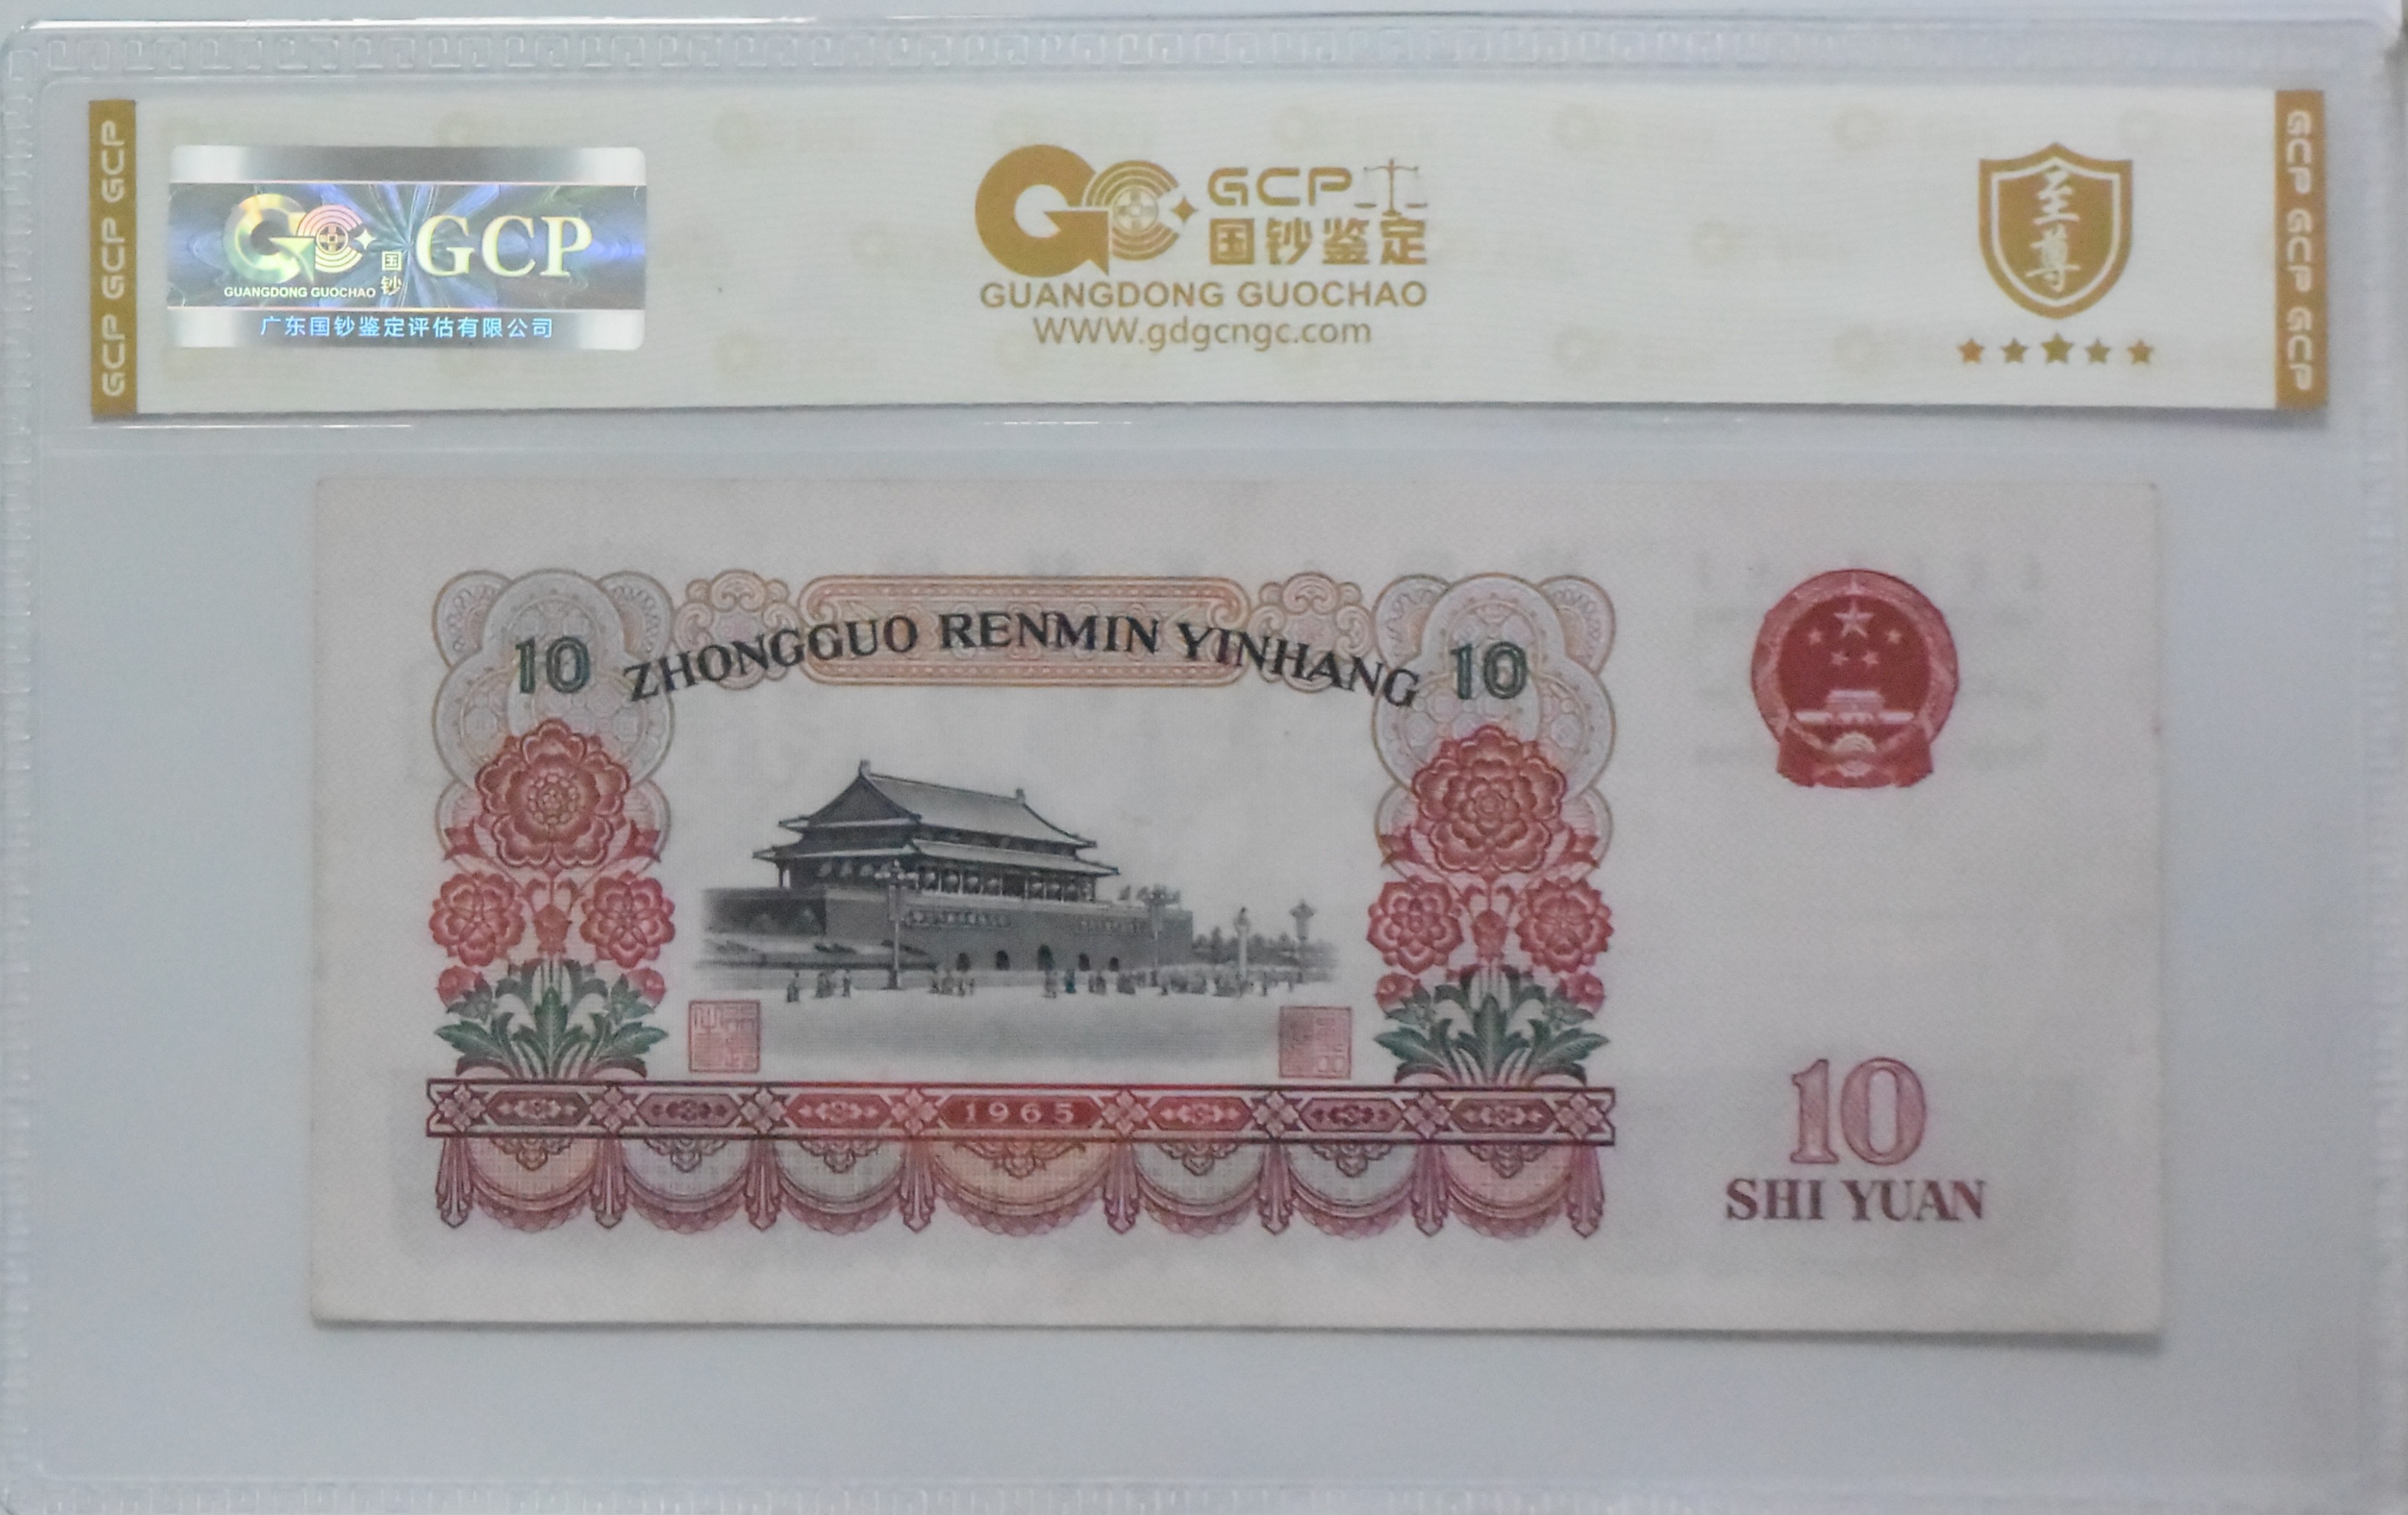 GCP GCP GCP
GCP
国钞
GUANGDONG GUOCHAO
广东国钞鉴定评估有限公司
GCP
国钞鉴定
GUANGDONG GUOCHAO
WWW.gdgcngc.com
至尊
GCP GCP GCP
10 ZHONGGUO RENMIN YINHANG 10
1965
10
SHI YUAN